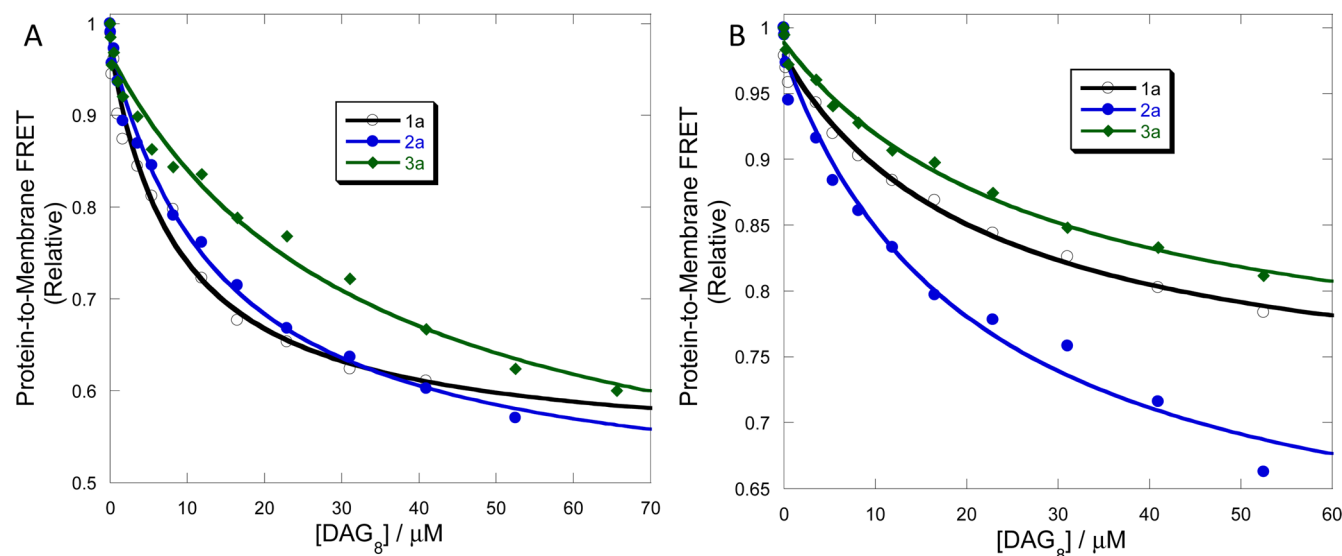 A
Protein-to-Membrane FRET
(Relative)
1
0.9
0.8
0.7
0.6
0.5
0 10 20 30 40 50 60 70
[DAG8] / μM
1a
2a
3a
B
Protein-to-Membrane FRET
(Relative)
1
0.95
0.9
0.85
0.8
0.75
0.7
0.65
0 10 20 30 40 50 60
[DAG8] / μM
1a
2a
3a